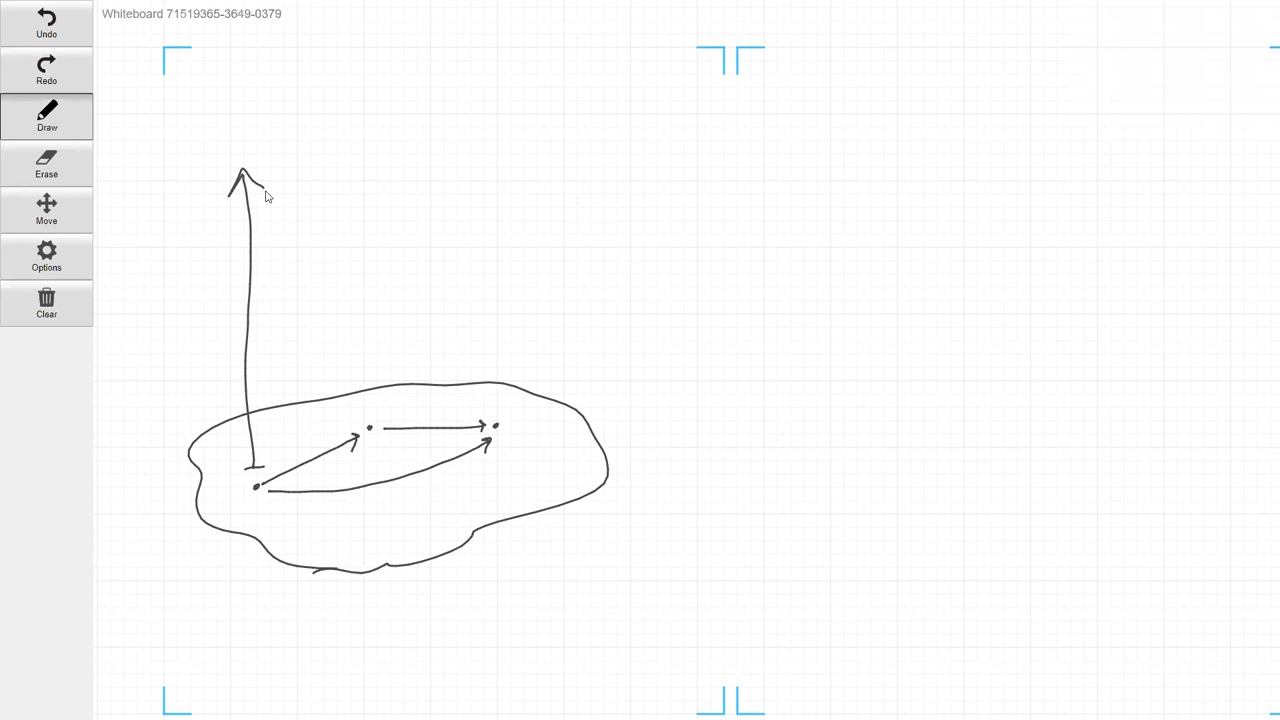 Whiteboard 71519365-3649-0379
Undo
Redo
Draw
Erase
Move
Options
Clear